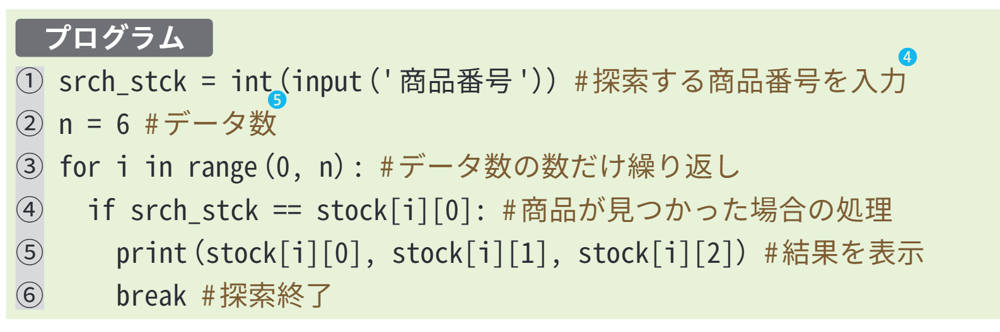 プログラム
① srch_stck = int(input('商品番号')) #探索する商品番号を入力 ④
② n = 6 #データ数 ⑤
③ for i in range(0, n): #データ数の数だけ繰り返し
④ if srch_stck == stock[i][0]: #商品が見つかった場合の処理
⑤ print(stock[i][0], stock[i][1], stock[i][2]) #結果を表示
⑥ break #探索終了